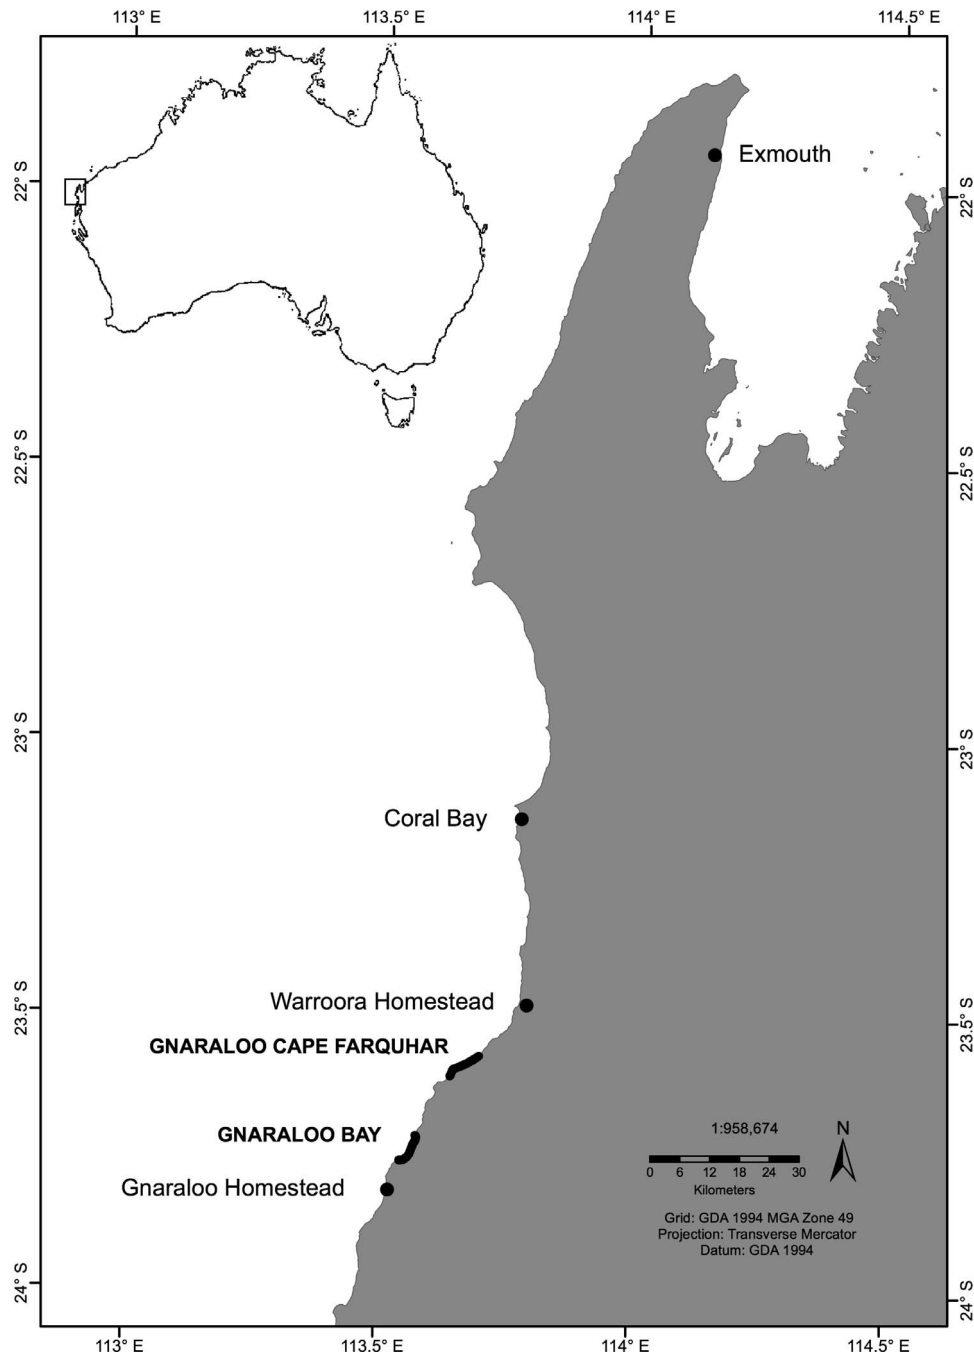 113° E
113.5° E
114° E
114.5° E
Exmouth
22° S
22° S
22.5° S
22.5° S
23° S
23° S
Coral Bay
Warroora Homestead
23.5° S
23.5° S
GNARALOO CAPE FARQUHAR
GNARALOO BAY
1:958,674
N
0 6 12 18 24 30
Kilometers
Gnaraloo Homestead
Grid: GDA 1994 MGA Zone 49
Projection: Transverse Mercator
Datum: GDA 1994
24° S
24° S
113° E
113.5° E
114° E
114.5° E